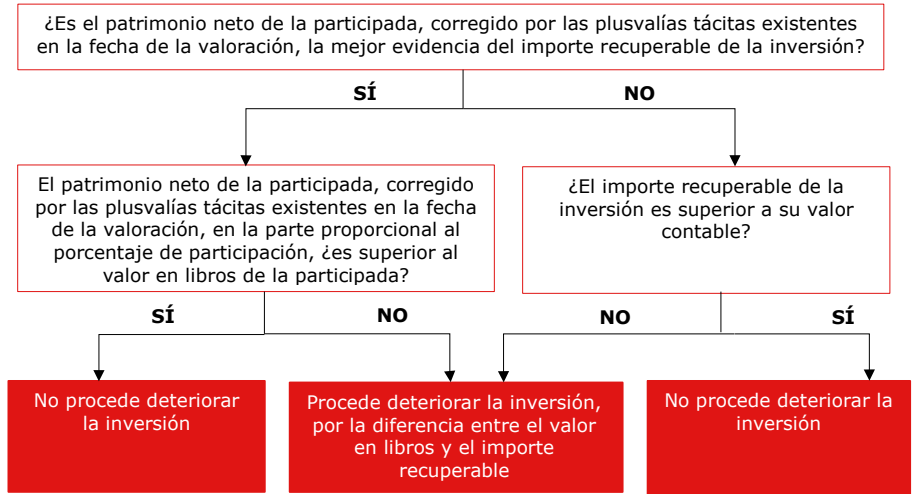 ¿Es el patrimonio neto de la participada, corregido por las plusvalías tácitas existentes
en la fecha de la valoración, la mejor evidencia del importe recuperable de la inversión?
SÍ
NO
El patrimonio neto de la participada, corregido
por las plusvalías tácitas existentes en la fecha
de la valoración, en la parte proporcional al
porcentaje de participación, ¿es superior al
valor en libros de la participada?
¿El importe recuperable de la
inversión es superior a su valor
contable?
SÍ
NO
NO
SÍ
No procede deteriorar
la inversión
Procede deteriorar la inversión,
por la diferencia entre el valor
en libros y el importe
recuperable
No procede deteriorar la
inversión